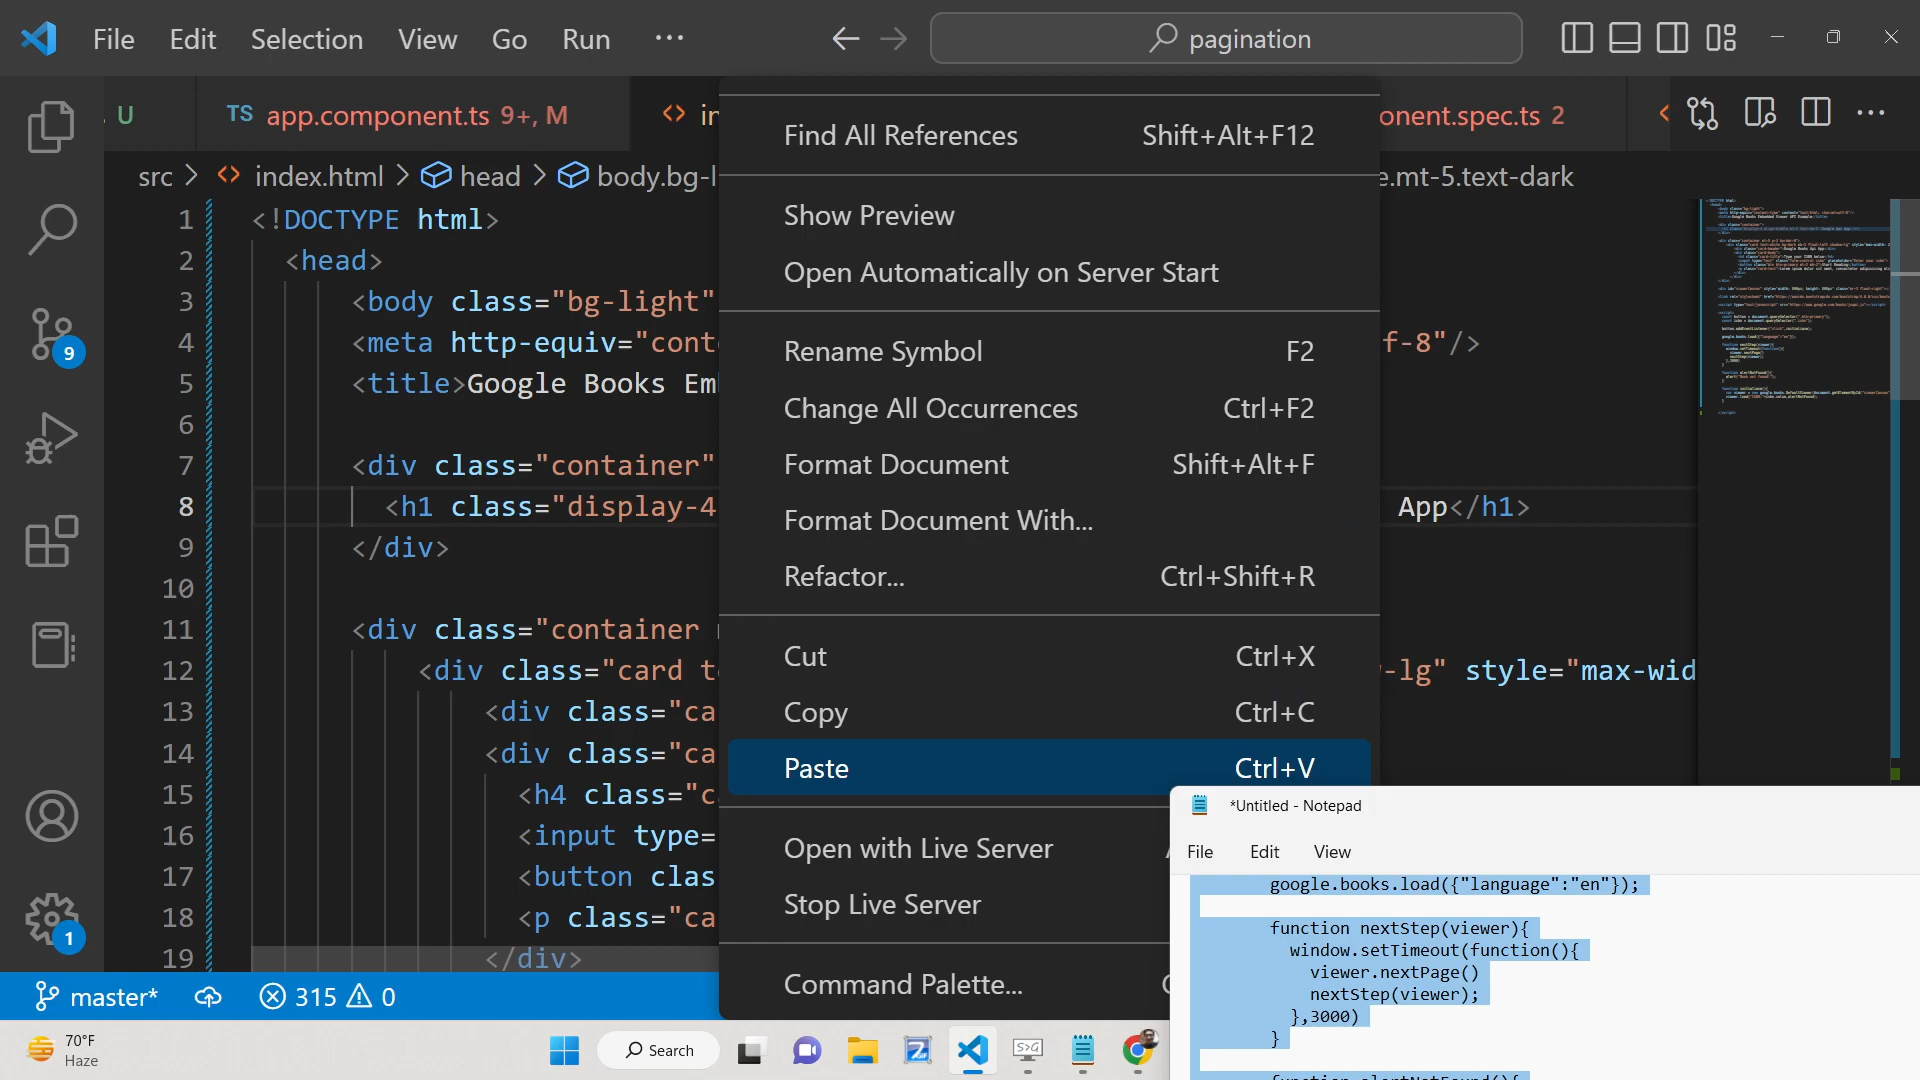 File Edit Selection View Go Run ···
pagination
U
TS app.component.ts 9+, M
<> in
onent.spec.ts 2
src > <> index.html > head > body.bg-l
e.mt-5.text-dark
1 <!DOCTYPE html>
2 <head>
3 <body class="bg-light"
4 <meta http-equiv="cont
f-8"/>
5 <title>Google Books Em
6
7 <div class="container"
8 <h1 class="display-4
App</h1>
9 </div>
10
11 <div class="container
12 <div class="card t
-lg" style="max-wid
13 <div class="ca
14 <div class="ca
15 <h4 class="c
16 <input type=
17 <button clas
18 <p class="ca
19 </div>
Find All References Shift+Alt+F12
Show Preview
Open Automatically on Server Start
Rename Symbol F2
Change All Occurrences Ctrl+F2
Format Document Shift+Alt+F
Format Document With...
Refactor... Ctrl+Shift+R
Cut Ctrl+X
Copy Ctrl+C
Paste Ctrl+V
Open with Live Server
Stop Live Server
Command Palette...
9
1
*Untitled - Notepad
File Edit View
google.books.load({"language":"en"});
function nextStep(viewer){
window.setTimeout(function(){
viewer.nextPage()
nextStep(viewer);
},3000)
}
master* 315 0
70°F
Haze
Search